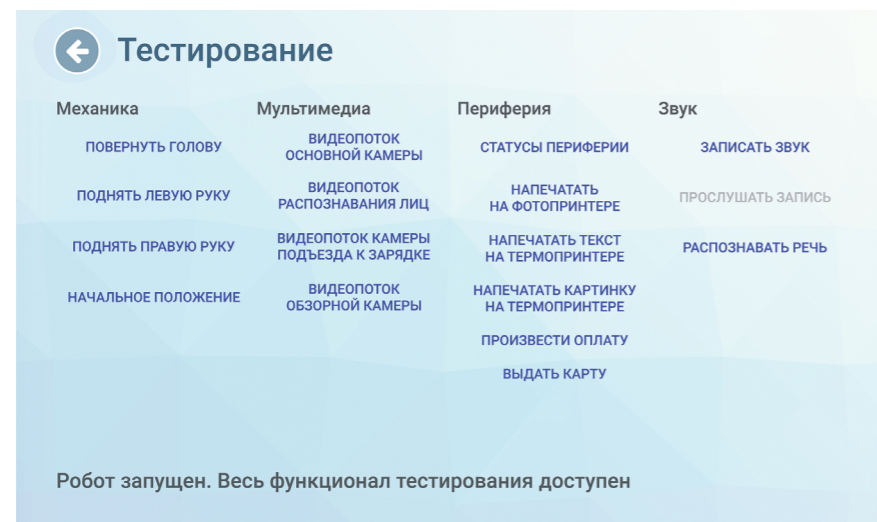 Тестирование
Механика
ПОВЕРНУТЬ ГОЛОВУ
ПОДНЯТЬ ЛЕВУЮ РУКУ
ПОДНЯТЬ ПРАВУЮ РУКУ
НАЧАЛЬНОЕ ПОЛОЖЕНИЕ
Мультимедиа
ВИДЕОПОТОК
ОСНОВНОЙ КАМЕРЫ
ВИДЕОПОТОК
РАСПОЗНАВАНИЯ ЛИЦ
ВИДЕОПОТОК КАМЕРЫ
ПОДЪЕЗДА К ЗАРЯДКЕ
ВИДЕОПОТОК
ОБЗОРНОЙ КАМЕРЫ
Периферия
СТАТУСЫ ПЕРИФЕРИИ
НАПЕЧАТАТЬ
НА ФОТОПРИНТЕРЕ
НАПЕЧАТАТЬ ТЕКСТ
НА ТЕРМОПРИНТЕРЕ
НАПЕЧАТАТЬ КАРТИНКУ
НА ТЕРМОПРИНТЕРЕ
ПРОИЗВЕСТИ ОПЛАТУ
ВЫДАТЬ КАРТУ
Звук
ЗАПИСАТЬ ЗВУК
ПРОСЛУШАТЬ ЗАПИСЬ
РАСПОЗНАВАТЬ РЕЧЬ
Робот запущен. Весь функционал тестирования доступен